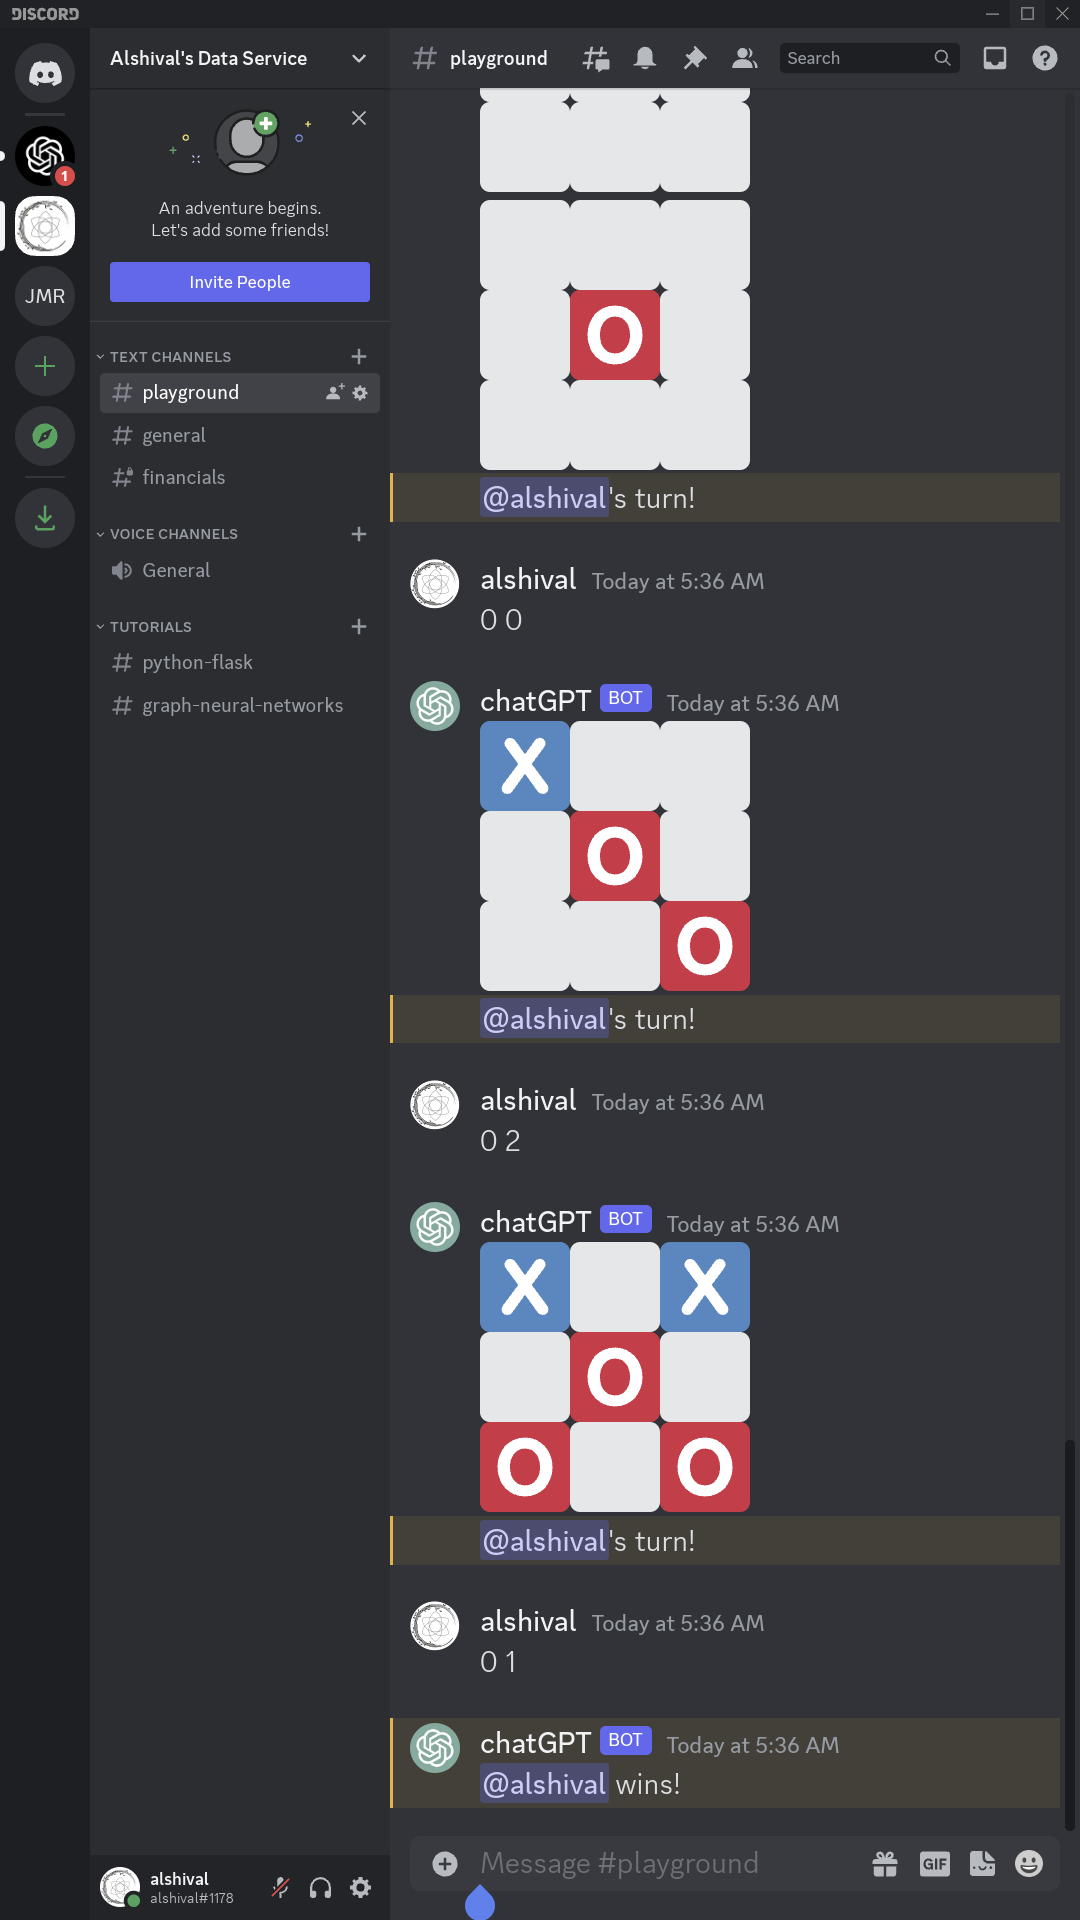 DISCORD
Alshival's Data Service
playground
Search
1
An adventure begins.
Let's add some friends!
Invite People
JMR
TEXT CHANNELS
playground
general
financials
VOICE CHANNELS
General
TUTORIALS
python-flask
graph-neural-networks
O
@alshival's turn!
alshival Today at 5:36 AM
0 0
chatGPT BOT Today at 5:36 AM
X
O
O
@alshival's turn!
alshival Today at 5:36 AM
0 2
chatGPT BOT Today at 5:36 AM
X X
O
O O
@alshival's turn!
alshival Today at 5:36 AM
0 1
chatGPT BOT Today at 5:36 AM
@alshival wins!
Message #playground
GIF
alshival
alshival#1178